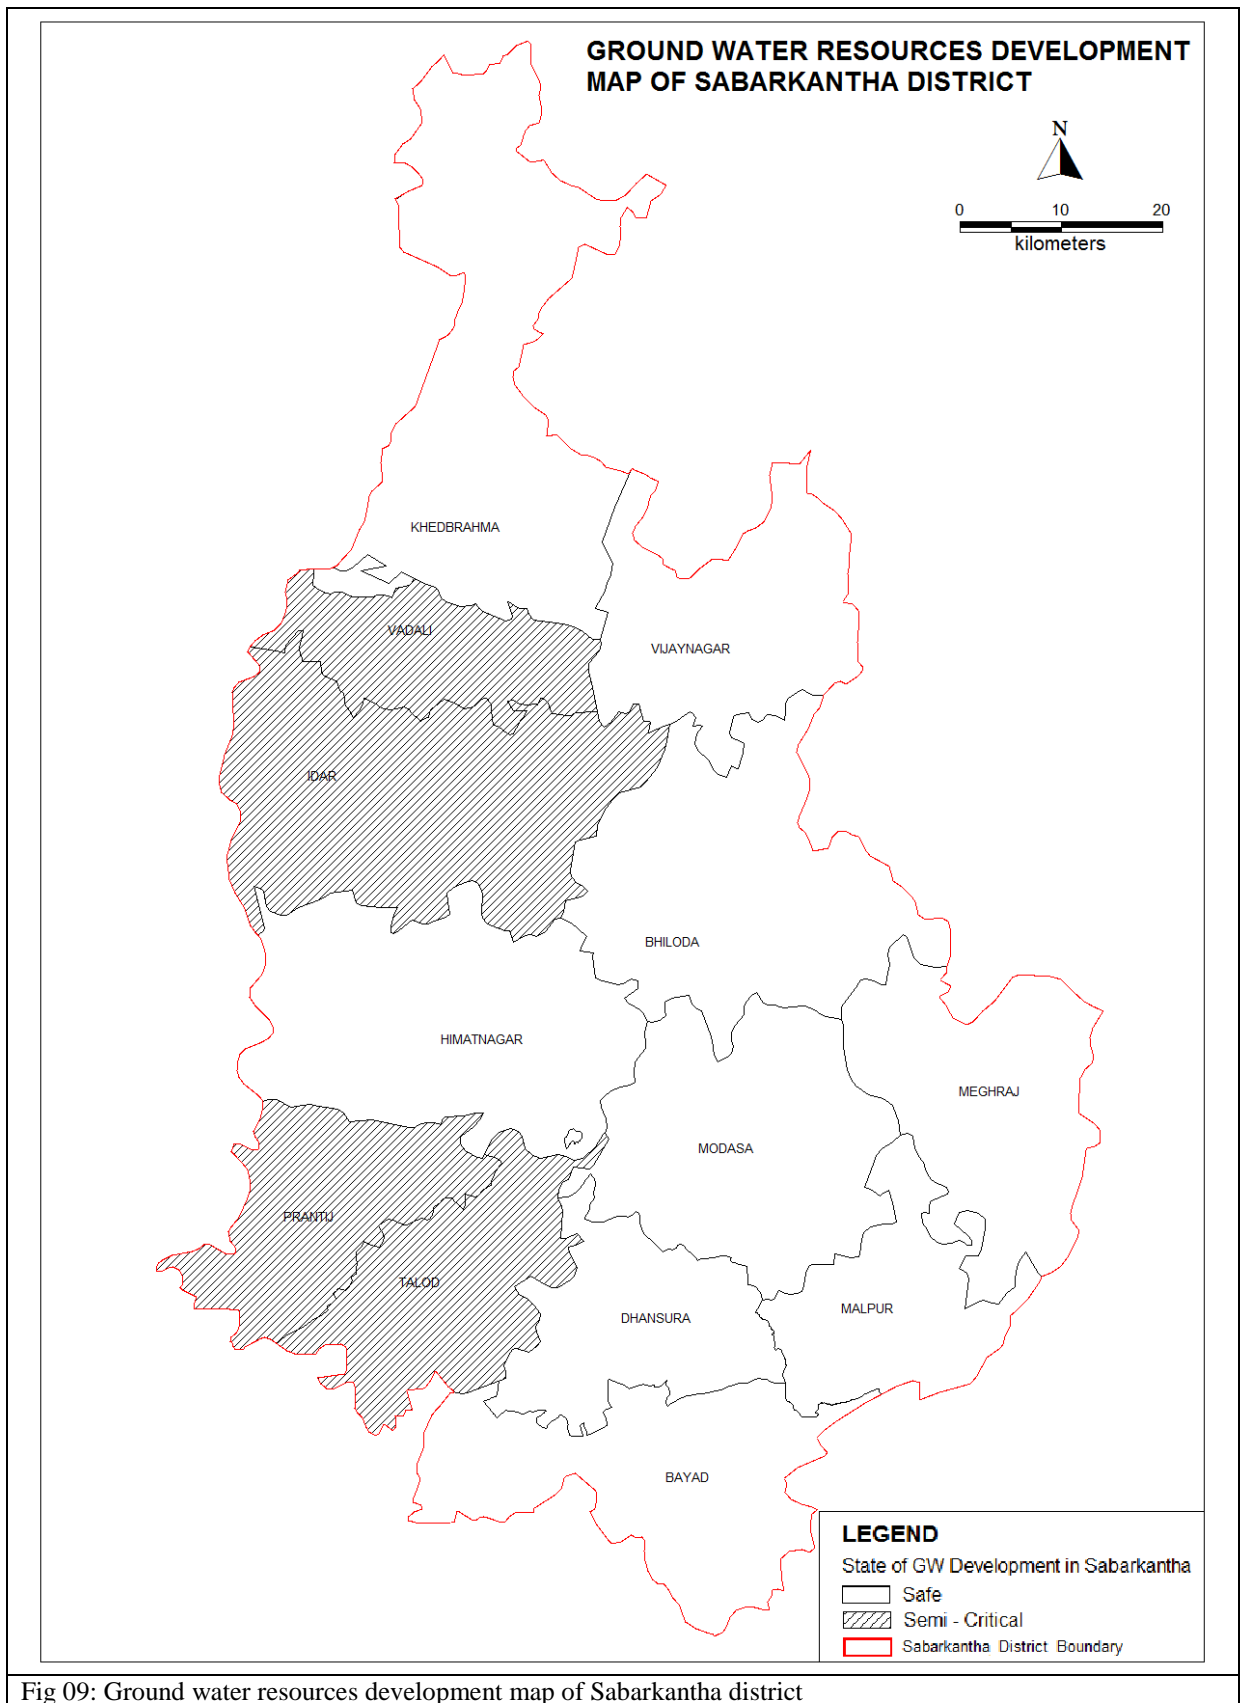 GROUND WATER RESOURCES DEVELOPMENT
MAP OF SABARKANTHA DISTRICT
N
0 10 20
kilometers
KHEDBRAHMA
VADALI
VIJAYNAGAR
IDAR
BHILODA
HIMATNAGAR
MEGHRAJ
MODASA
PRANTIJ
TALOD
DHANSURA
MALPUR
BAYAD
LEGEND
State of GW Development in Sabarkantha
Safe
Semi - Critical
Sabarkantha District Boundary
Fig 09: Ground water resources development map of Sabarkantha district